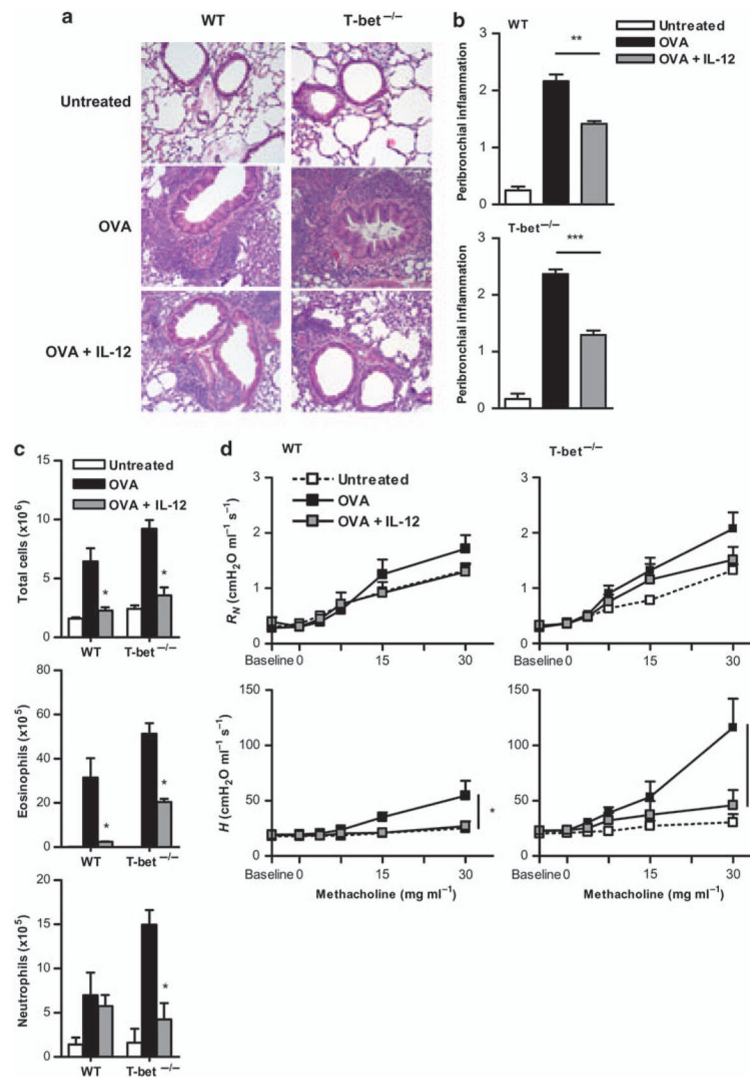 a
WT
T-bet−/−
Untreated
OVA
OVA + IL-12
b
WT
Untreated
OVA
OVA + IL-12
**
Peribronchial inflammation
3
2
1
0
T-bet−/−
***
Peribronchial inflammation
3
2
1
0
c
Untreated
OVA
OVA + IL-12
Total cells (x10⁶)
15
10
5
0
*
*
WT
T-bet−/−
Eosinophils (x10⁵)
80
60
40
20
0
*
*
WT
T-bet−/−
Neutrophils (x10⁵)
20
15
10
5
0
*
WT
T-bet−/−
d
WT
Untreated
OVA
OVA + IL-12
R_N (cmH₂O ml⁻¹ s⁻¹)
3
2
1
0
Baseline 0
15
30
T-bet−/−
3
2
1
0
Baseline 0
15
30
H (cmH₂O ml⁻¹ s⁻¹)
150
100
50
0
*
Baseline 0
15
30
Methacholine (mg ml⁻¹)
150
100
50
0
Baseline 0
15
30
Methacholine (mg ml⁻¹)